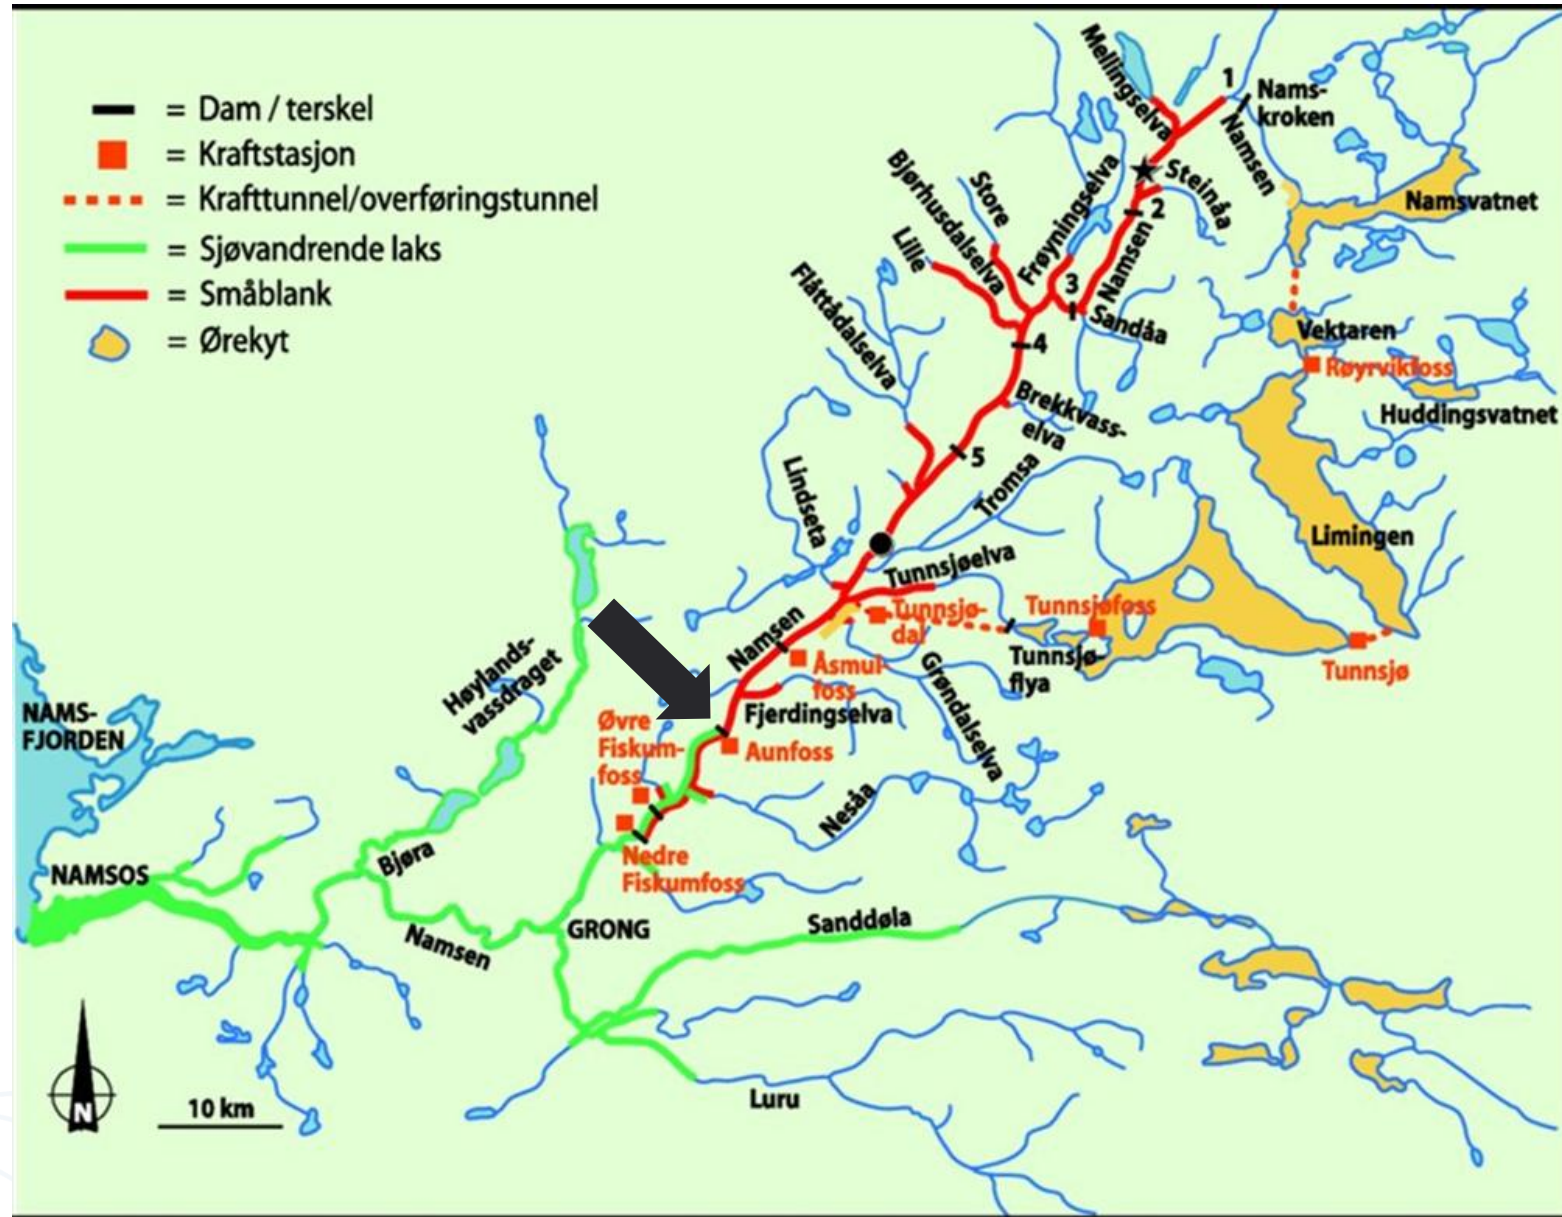 = Dam / terskel
= Kraftstasjon
= Krafttunnel/overføringstunnel
= Sjøvandrende laks
= Småblank
= Ørekyt
Mellingselva
1
Nams-
kroken
Namsen
Steinåa
2
Namsvatnet
Bjørhusdalselva
Store
Lille
Frøyningselva
3
Namsen
Sandåa
4
Flåttådalselva
Vektaren
Røyrvikfoss
Huddingsvatnet
Brekkvass-
elva
5
Tromsa
Lindseta
Limingen
Tunnsjøelva
Tunnsjø-
dal
Tunnsjøfoss
Tunnsjø-
flya
Tunnsjø
Namsen
Åsmul-
foss
Grøndalselva
Høylands-
vassdraget
Fjerdingselva
Øvre
Fiskum-
foss
Aunfoss
NAMS-
FJORDEN
Nesåa
Nedre
Fiskumfoss
Bjøra
NAMSOS
Namsen
GRONG
Sanddøla
Luru
N
10 km